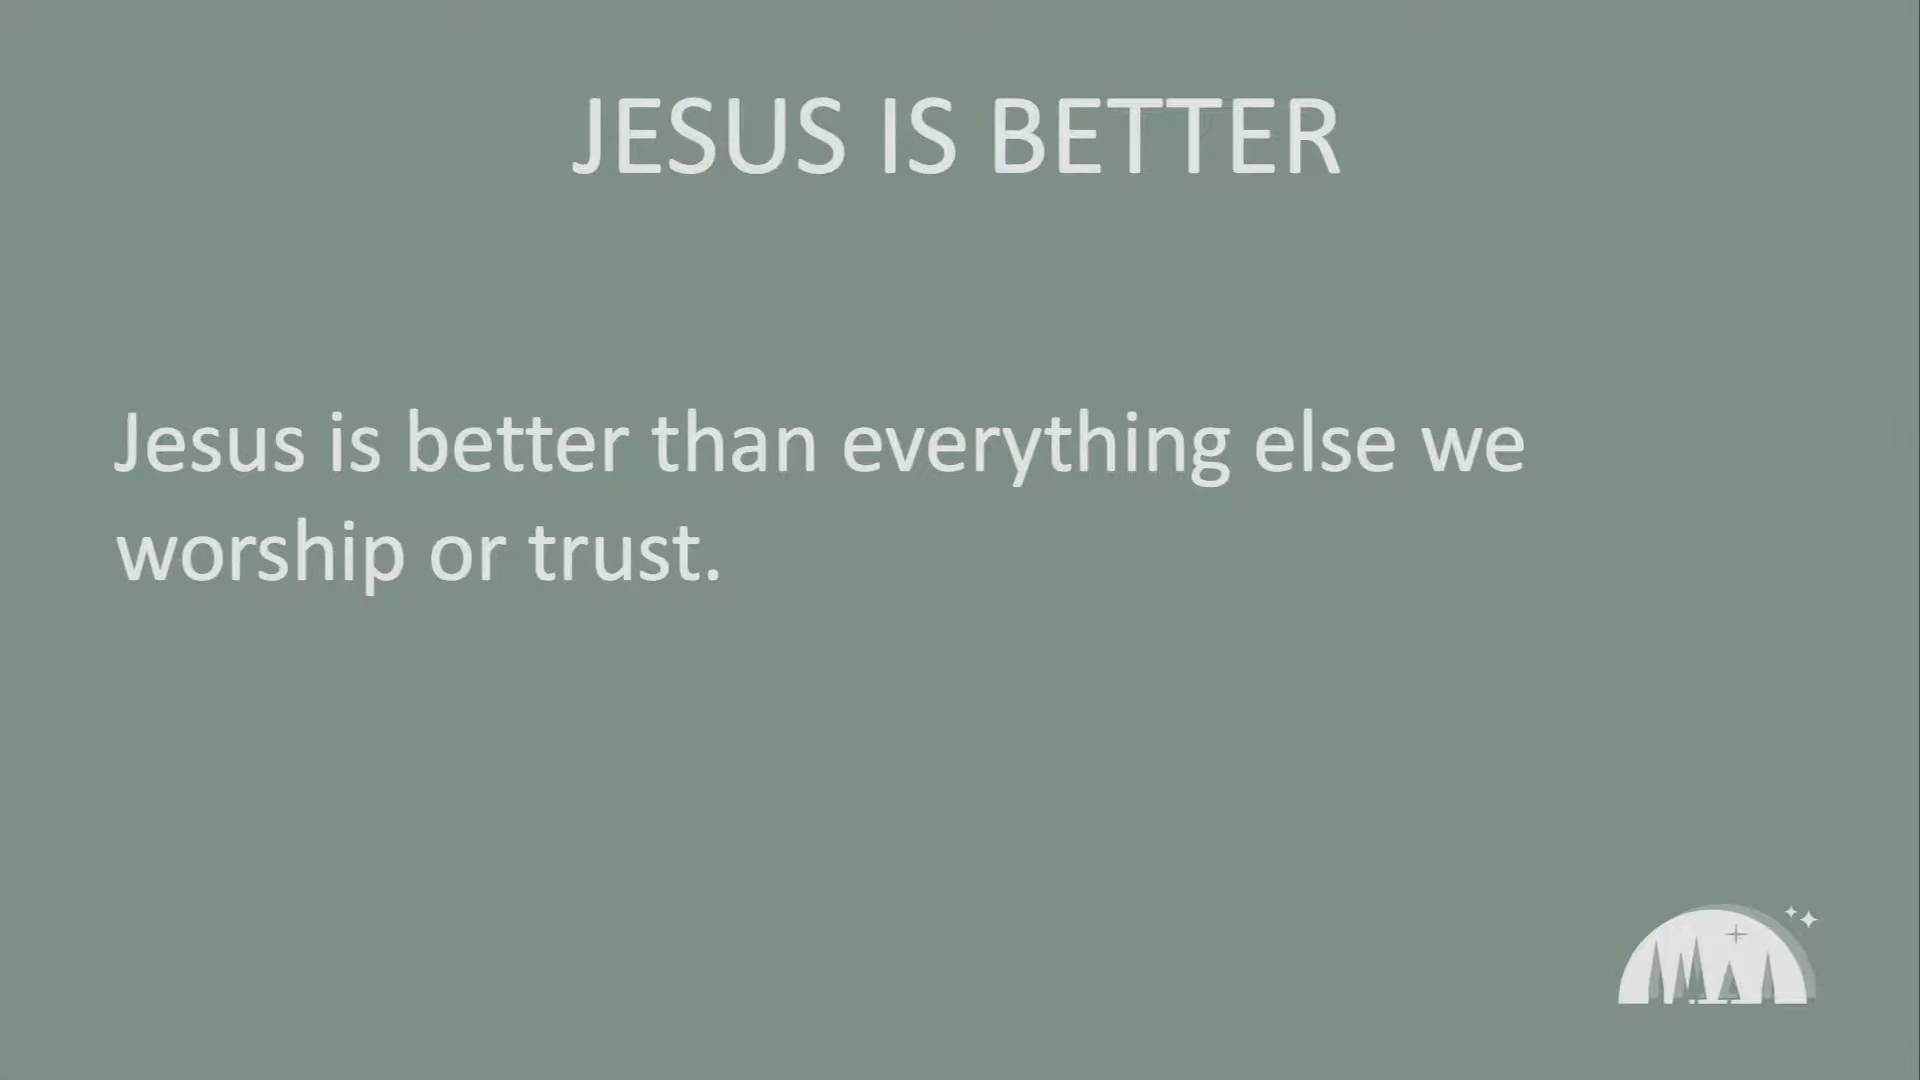 JESUS IS BETTER
Jesus is better than everything else we
worship or trust.